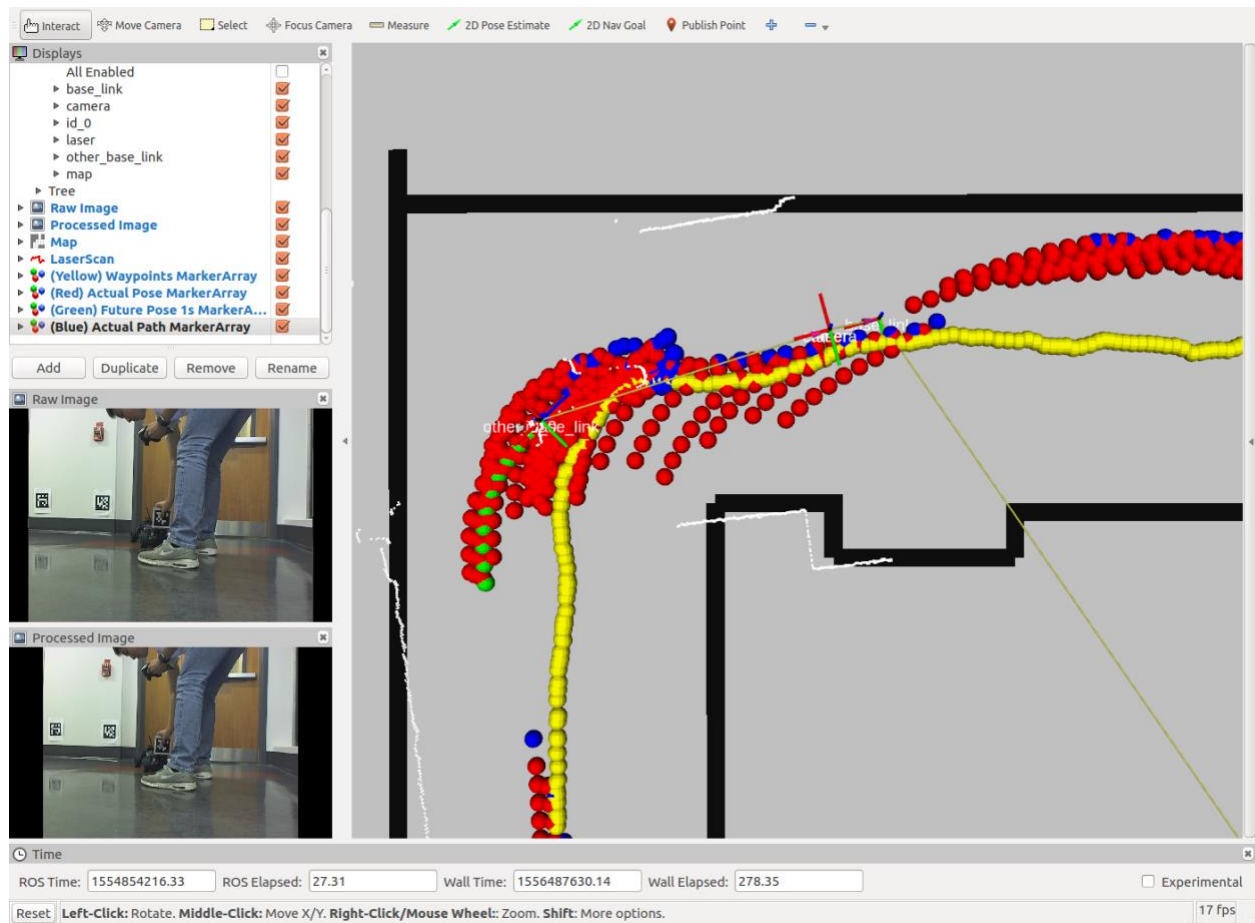 Interact Move Camera Select Focus Camera Measure 2D Pose Estimate 2D Nav Goal Publish Point
Displays
All Enabled
base_link
camera
id_0
laser
other_base_link
map
Tree
Raw Image
Processed Image
Map
LaserScan
(Yellow) Waypoints MarkerArray
(Red) Actual Pose MarkerArray
(Green) Future Pose 1s MarkerA...
(Blue) Actual Path MarkerArray
Add Duplicate Remove Rename
Raw Image
Processed Image
other_base_link
Time
ROS Time: 1554854216.33 ROS Elapsed: 27.31 Wall Time: 1556487630.14 Wall Elapsed: 278.35 Experimental
Reset Left-Click: Rotate. Middle-Click: Move X/Y. Right-Click/Mouse Wheel:: Zoom. Shift: More options. 17 fps